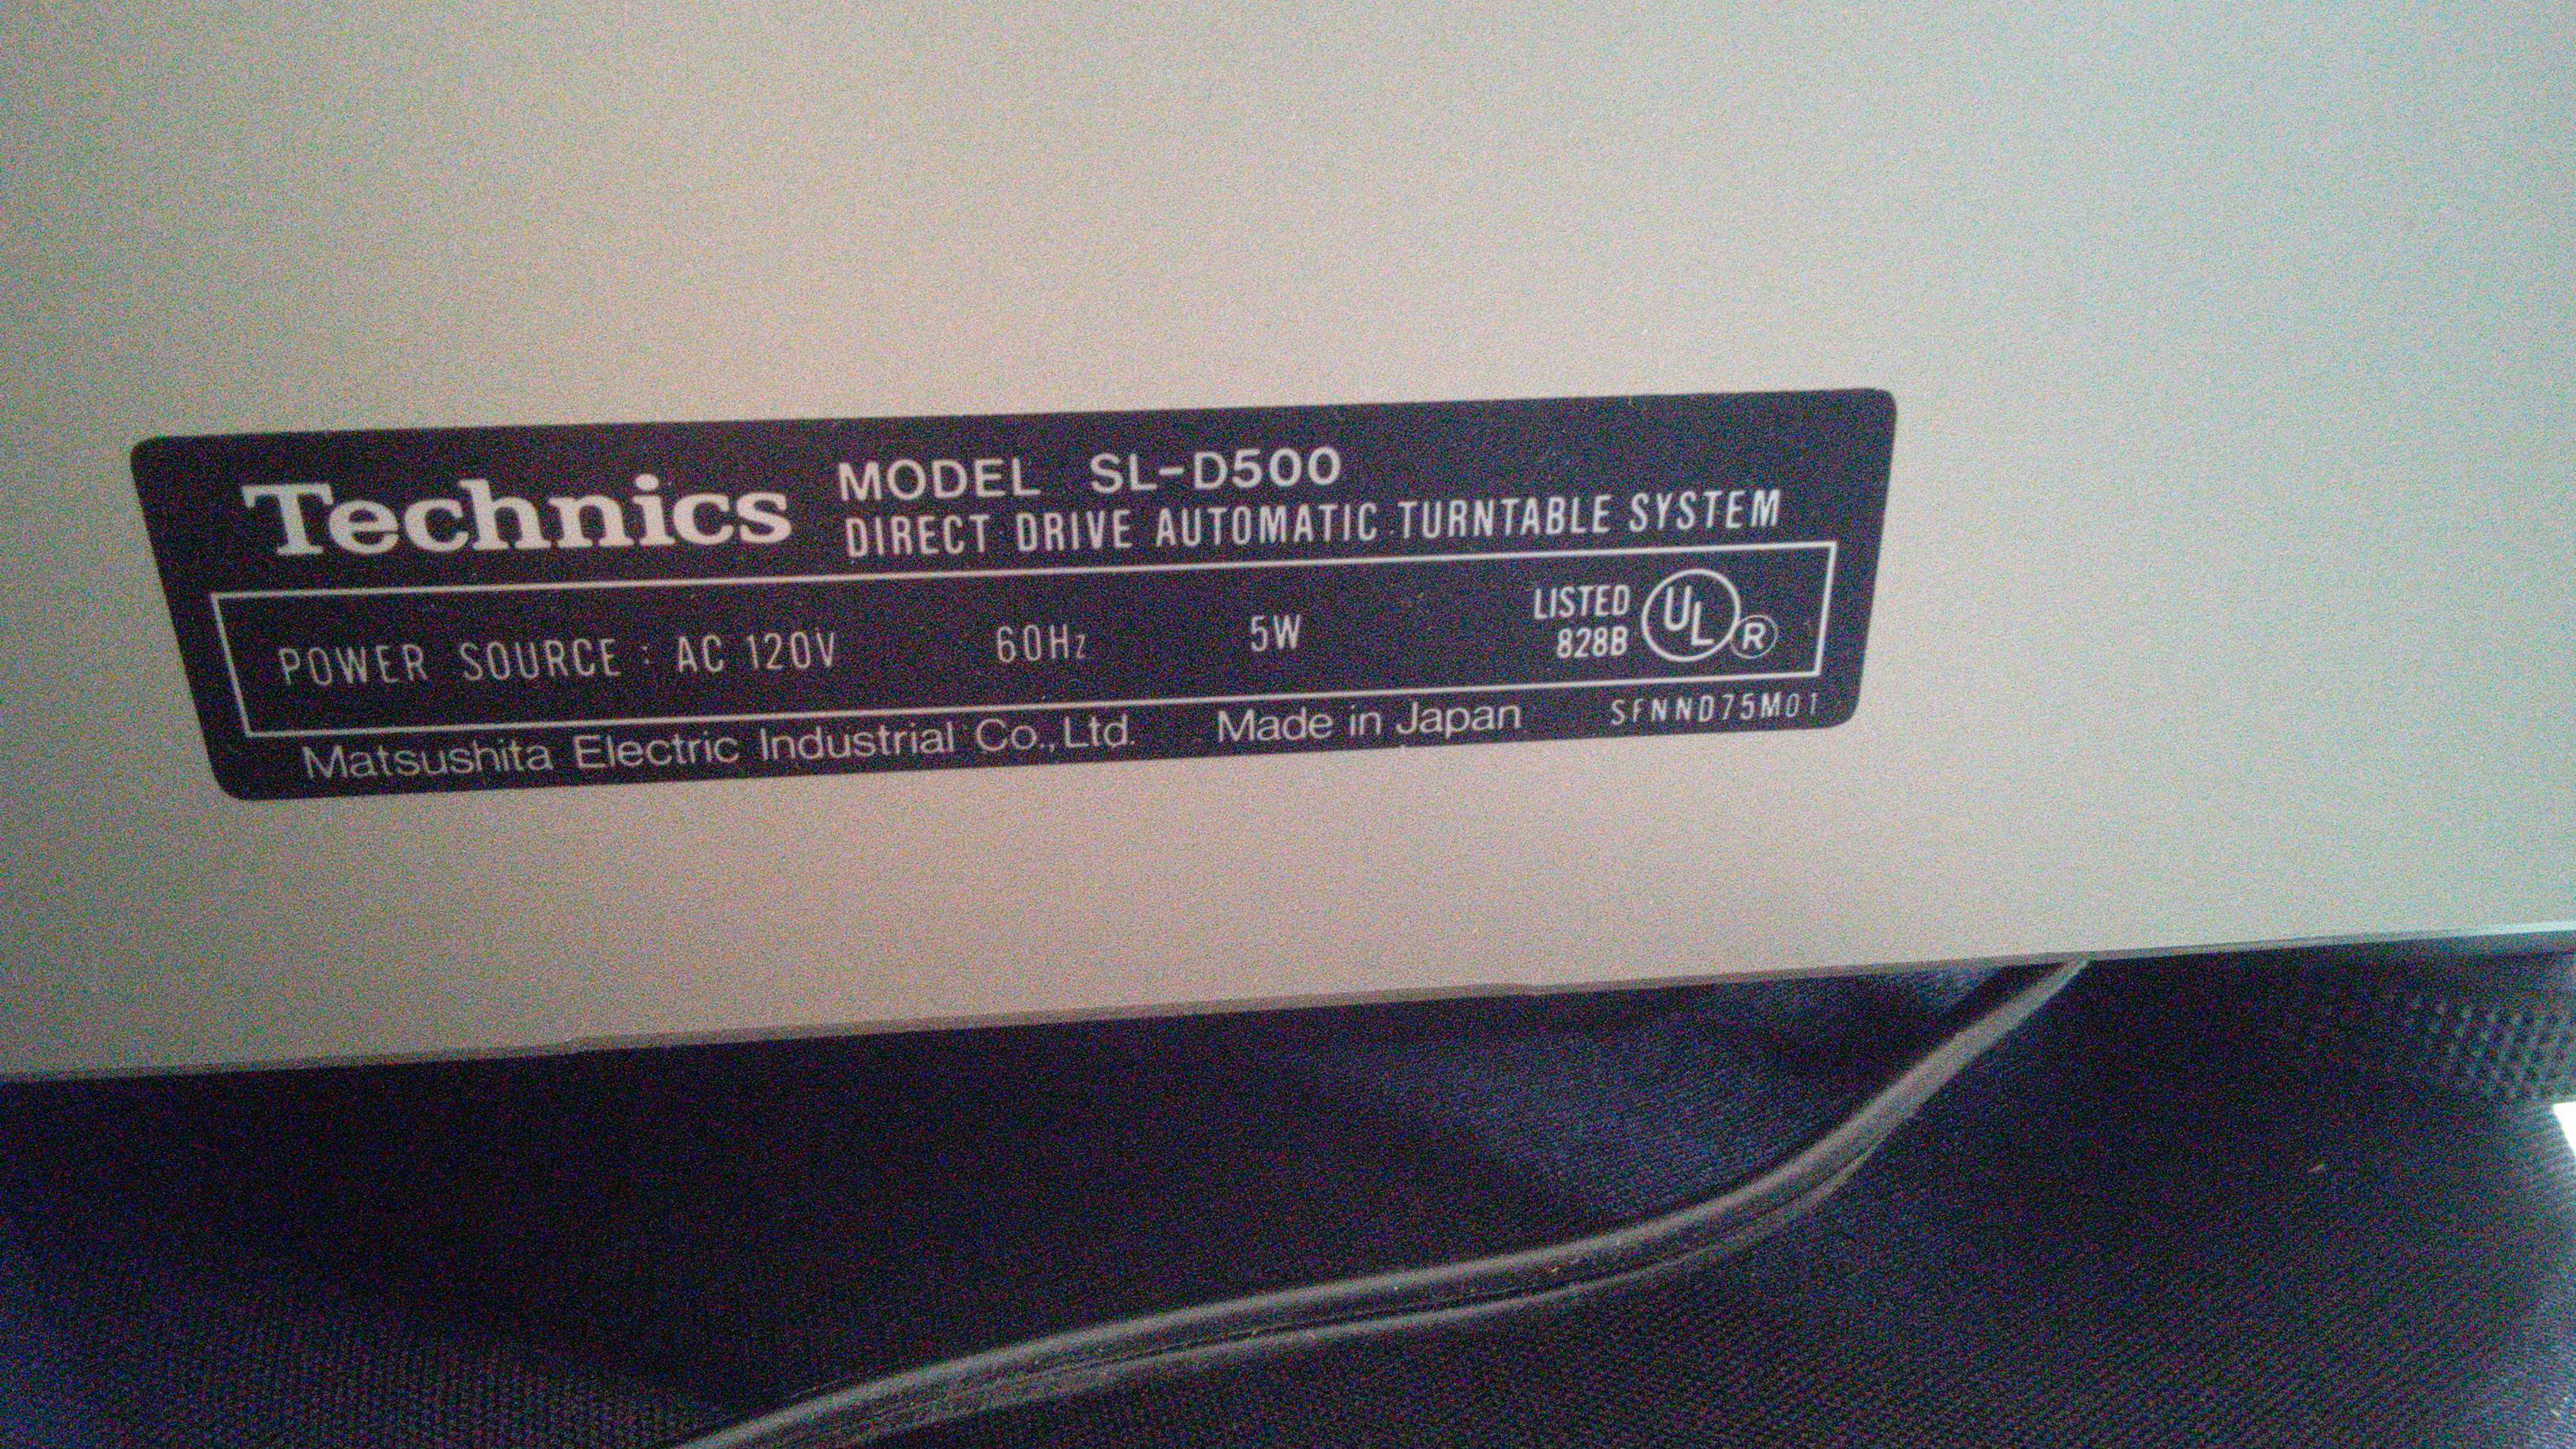 Technics MODEL SL-D500
DIRECT DRIVE AUTOMATIC TURNTABLE SYSTEM
POWER SOURCE : AC 120V 60Hz 5W LISTED 828B UL R
Matsushita Electric Industrial Co., Ltd. Made in Japan SFNND75M01